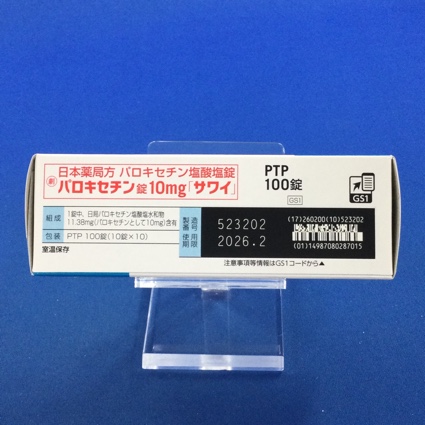 日本薬局方 パロキセチン塩酸塩錠
劇 パロキセチン錠10mg「サワイ」
PTP
100錠
GS1
GS1
組成 1錠中、日局パロキセチン塩酸塩水和物
11.38mg(パロキセチンとして10mg)含有
包装 PTP 100錠(10錠×10)
室温保存
製造番号 523202
使用期限 2026.2
(17)260200(10)523202
(01)14987080287015
注意事項等情報はGS1コードから▲